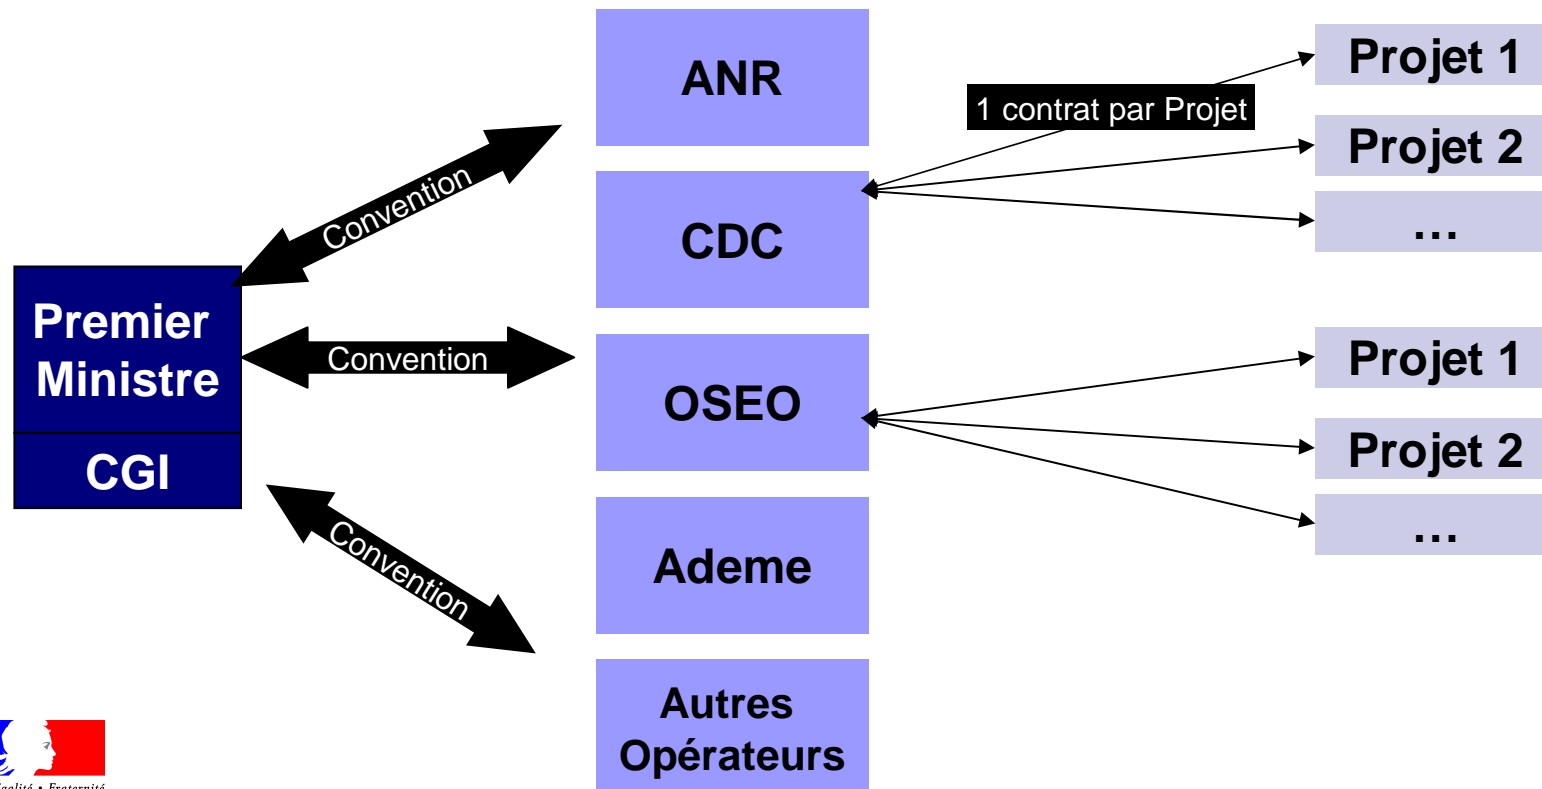 Premier
Ministre
CGI
Convention
Convention
Convention
ANR
CDC
OSEO
Ademe
Autres
Opérateurs
1 contrat par Projet
Projet 1
Projet 2
...
Projet 1
Projet 2
...
• Fraternité